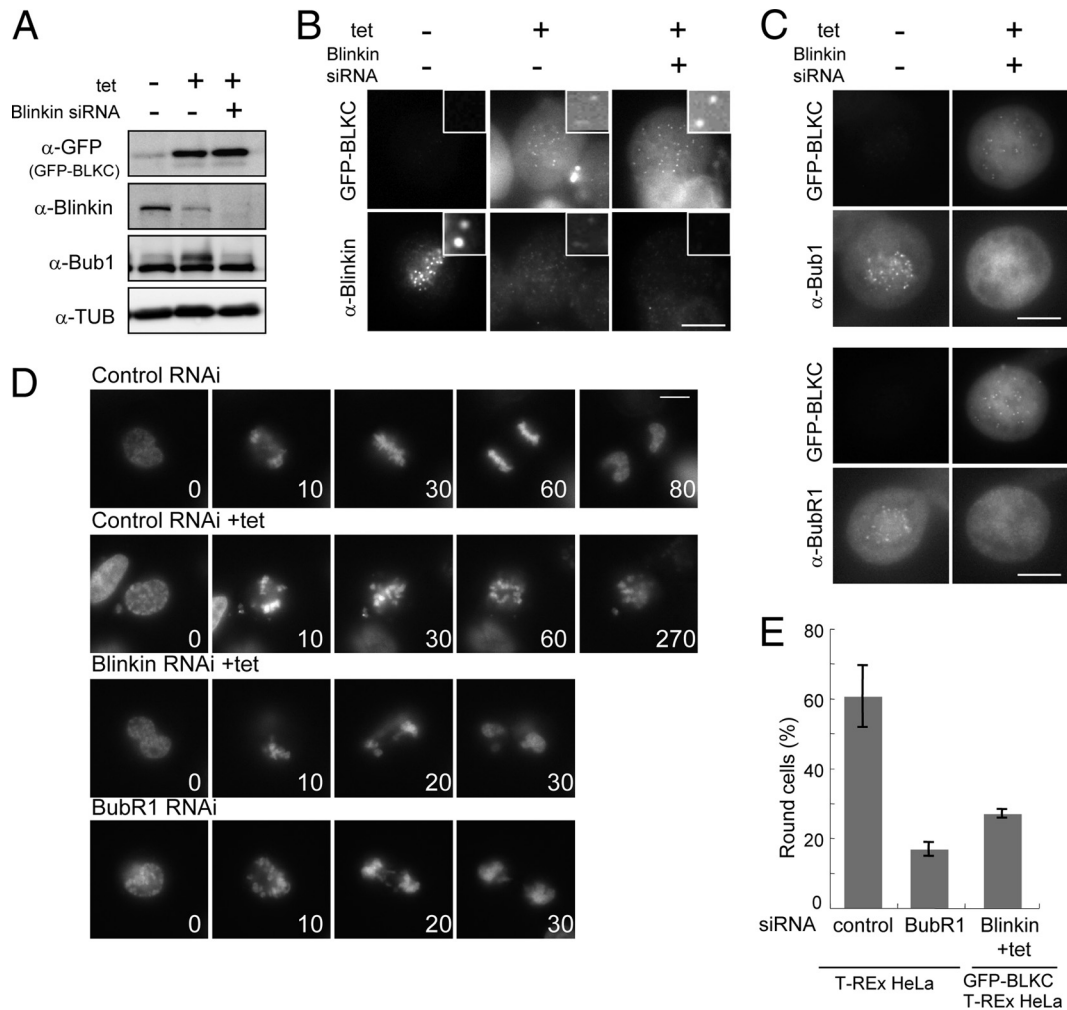 A
tet - + +
Blinkin siRNA - - +
α-GFP
(GFP-BLKC)
α-Blinkin
α-Bub1
α-TUB
B
tet - + +
Blinkin
siRNA - - +
GFP-BLKC
α-Blinkin
C
tet - +
Blinkin
siRNA - +
GFP-BLKC
α-Bub1
GFP-BLKC
α-BubR1
D
Control RNAi
0 10 30 60 80
Control RNAi +tet
0 10 30 60 270
Blinkin RNAi +tet
0 10 20 30
BubR1 RNAi
0 10 20 30
E
Round cells (%)
80
60
40
20
0
siRNA control BubR1 Blinkin
+tet
T-REx HeLa GFP-BLKC
T-REx HeLa